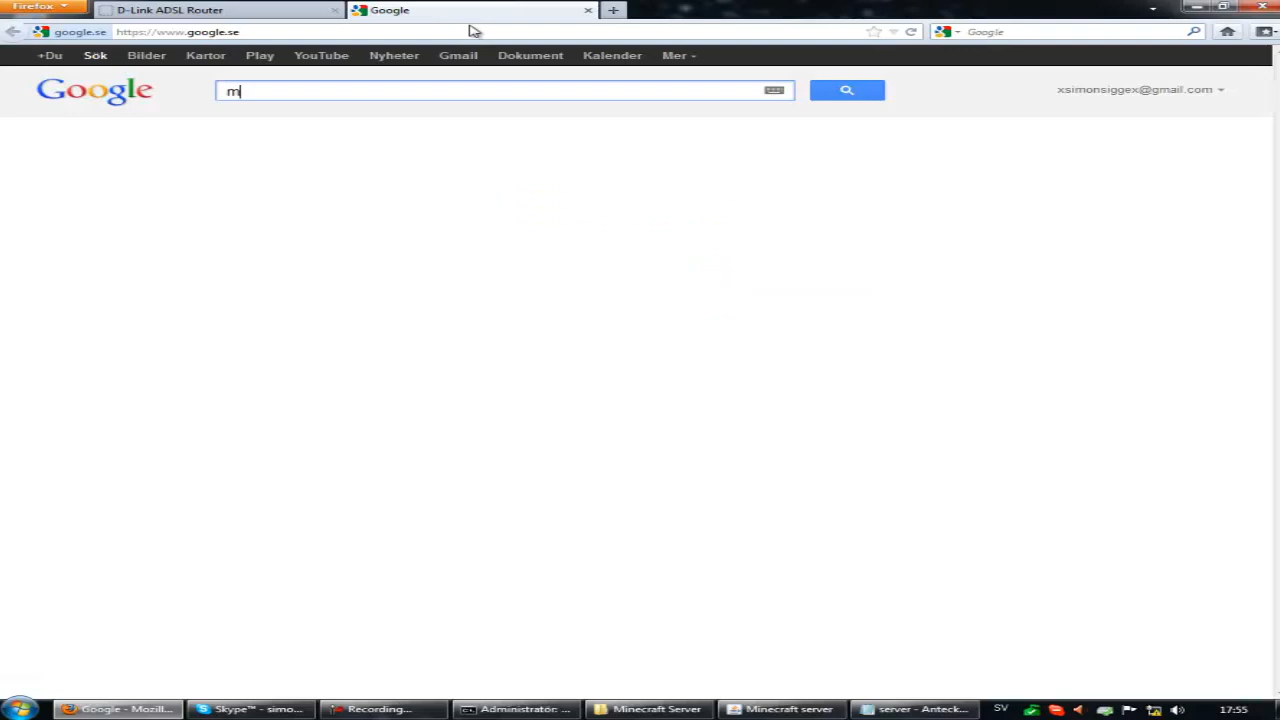 Firefox
D-Link ADSL Router
Google
google.se
https://www.google.se
Google
+Du Sök Bilder Kartor Play YouTube Nyheter Gmail Dokument Kalender Mer
Google
m
xsimonsiggex@gmail.com
Google - Mozill...
Skype™ - simo...
Recording...
Administratör: ...
Minecraft Server
Minecraft server
server - Anteck...
SV
17:55